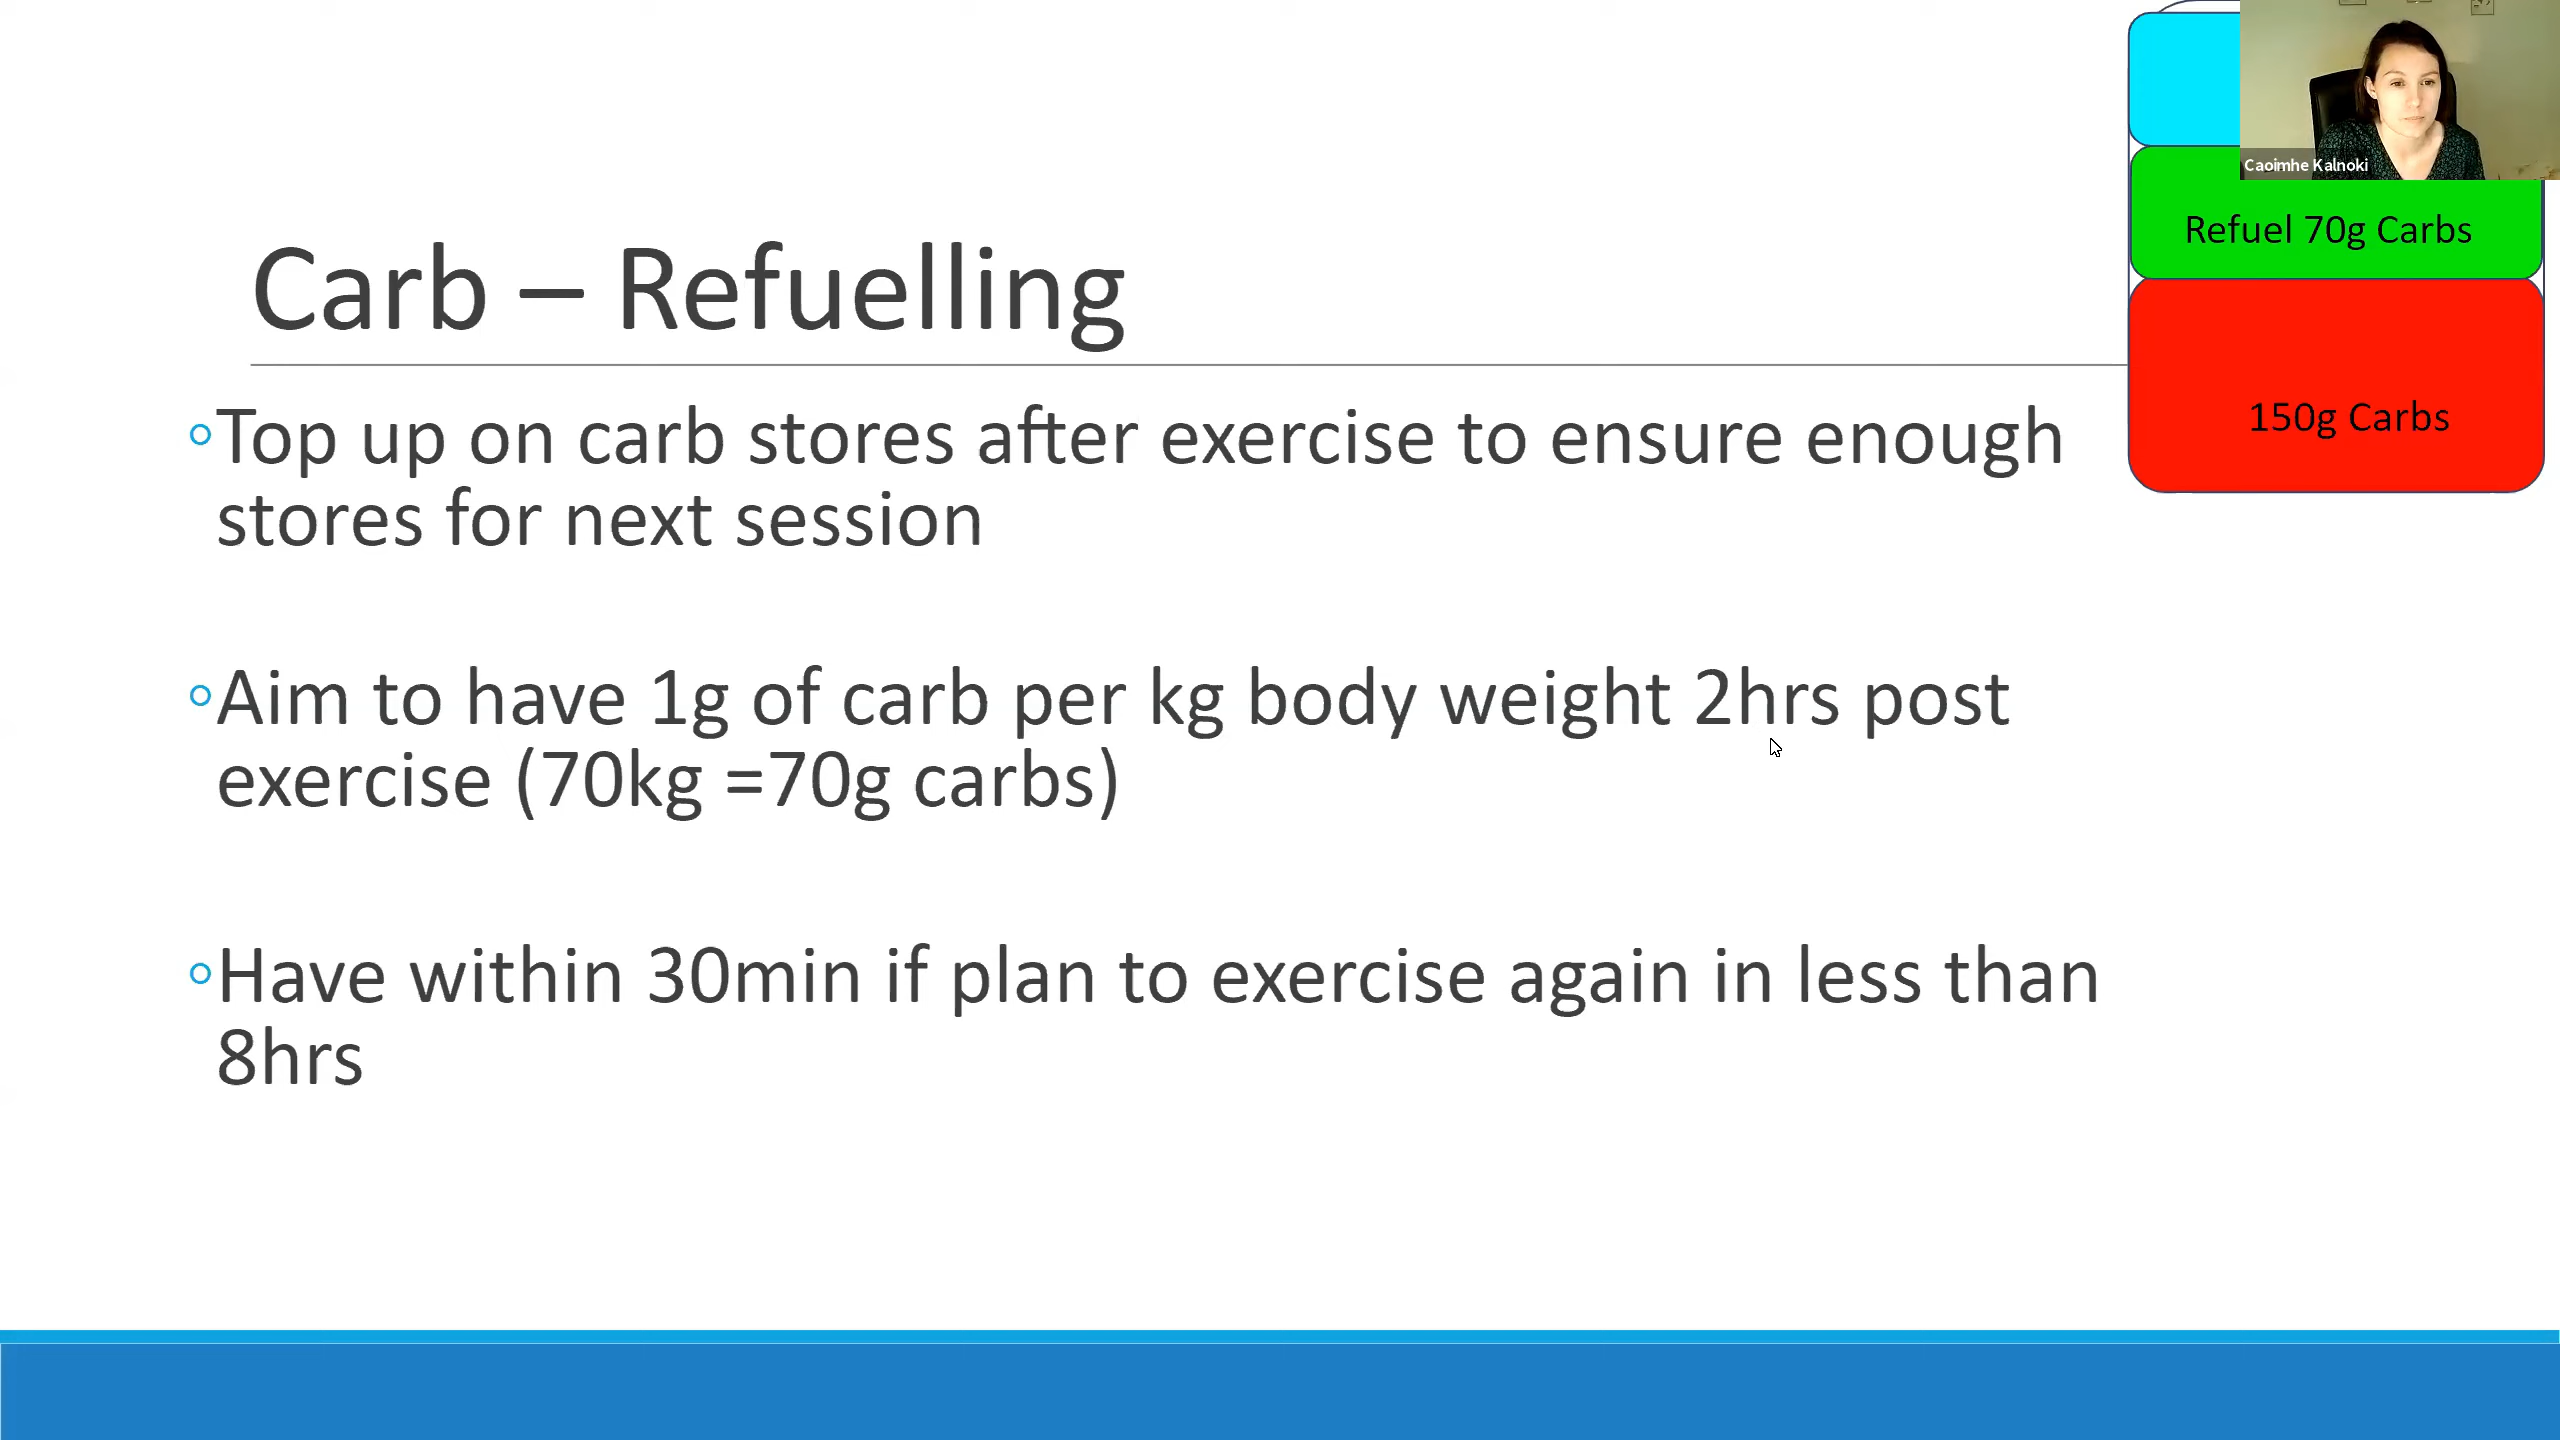 Caoimhe Kalnoki
Refuel 70g Carbs
150g Carbs
Carb – Refuelling
◦Top up on carb stores after exercise to ensure enough
stores for next session
◦Aim to have 1g of carb per kg body weight 2hrs post
exercise (70kg =70g carbs)
◦Have within 30min if plan to exercise again in less than
8hrs